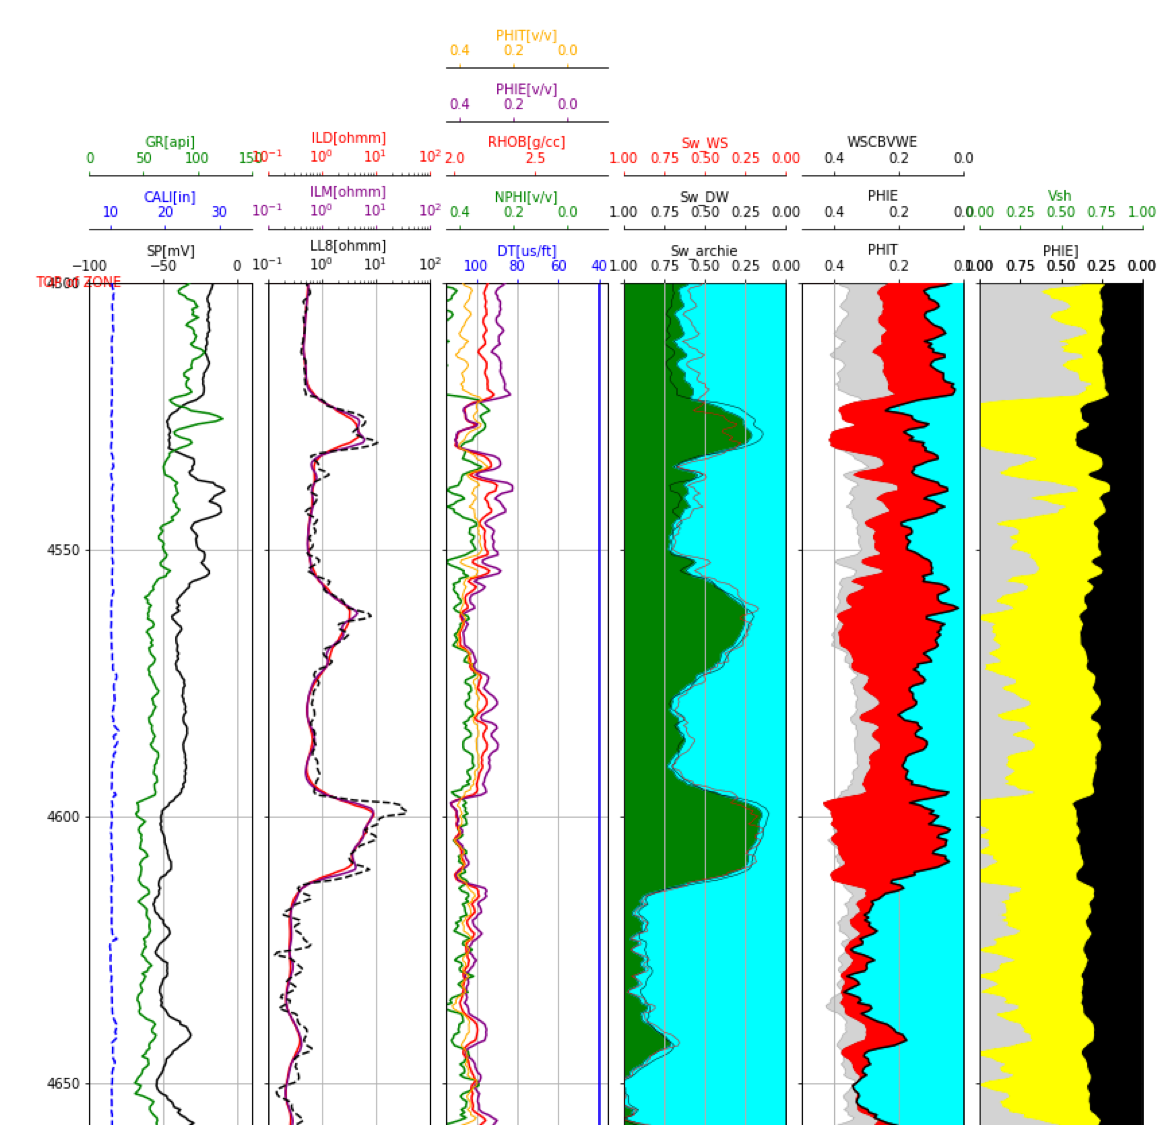 PHIT[v/v]
0.4 0.2 0.0
PHIE[v/v]
0.4 0.2 0.0
GR[api] ILD[ohmm] RHOB[g/cc] Sw_WS WSCBVWE
0 50 100 150 10⁻¹ 10⁰ 10¹ 10² 2.0 2.5 1.00 0.75 0.50 0.25 0.00 0.4 0.2 0.0
CALI[in] ILM[ohmm] NPHI[v/v] Sw_DW PHIE Vsh
10 20 30 10⁻¹ 10⁰ 10¹ 10² 0.4 0.2 0.0 1.00 0.75 0.50 0.25 0.00 0.4 0.2 0.0 0.00 0.25 0.50 0.75 1.00
SP[mV] LL8[ohmm] DT[us/ft] Sw_archie PHIT PHIE]
−100 −50 0 10⁻¹ 10⁰ 10¹ 10² 100 80 60 40 1.00 0.75 0.50 0.25 0.00 0.4 0.2 0.0 1.00 0.75 0.50 0.25 0.00
TOP of ZONE
4500
4550
4600
4650